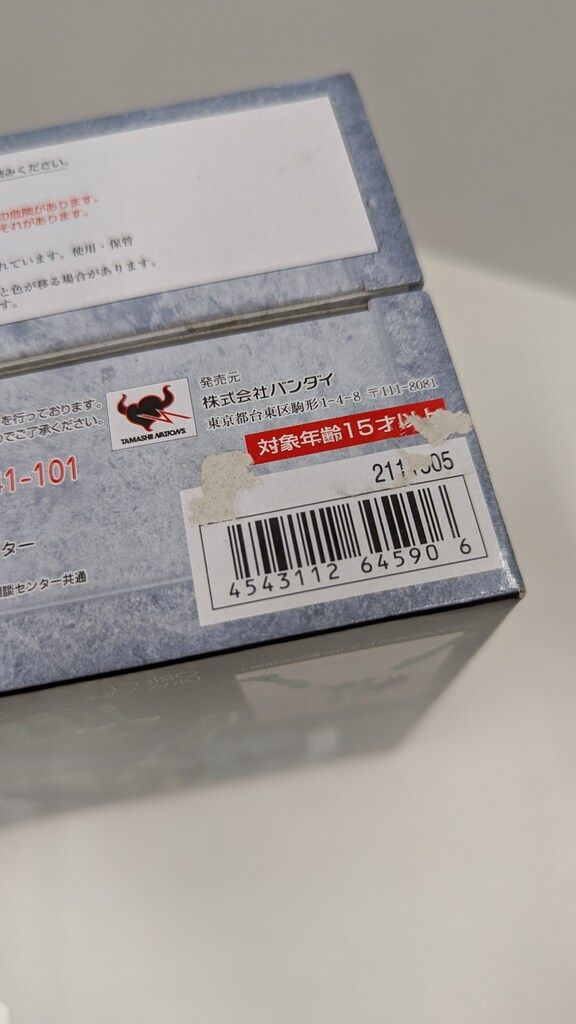 読みください。
の危険があります。
それがあります。
れています。使用・保管
と色が移る場合があります。
す。
を行っております。
でご了承ください。
TAMASHII NATIONS
発売元
株式会社バンダイ
東京都台東区駒形1-4-8 〒111-8081
対象年齢15才以上
41-101
ター
談センター共通
4543112 64590 6